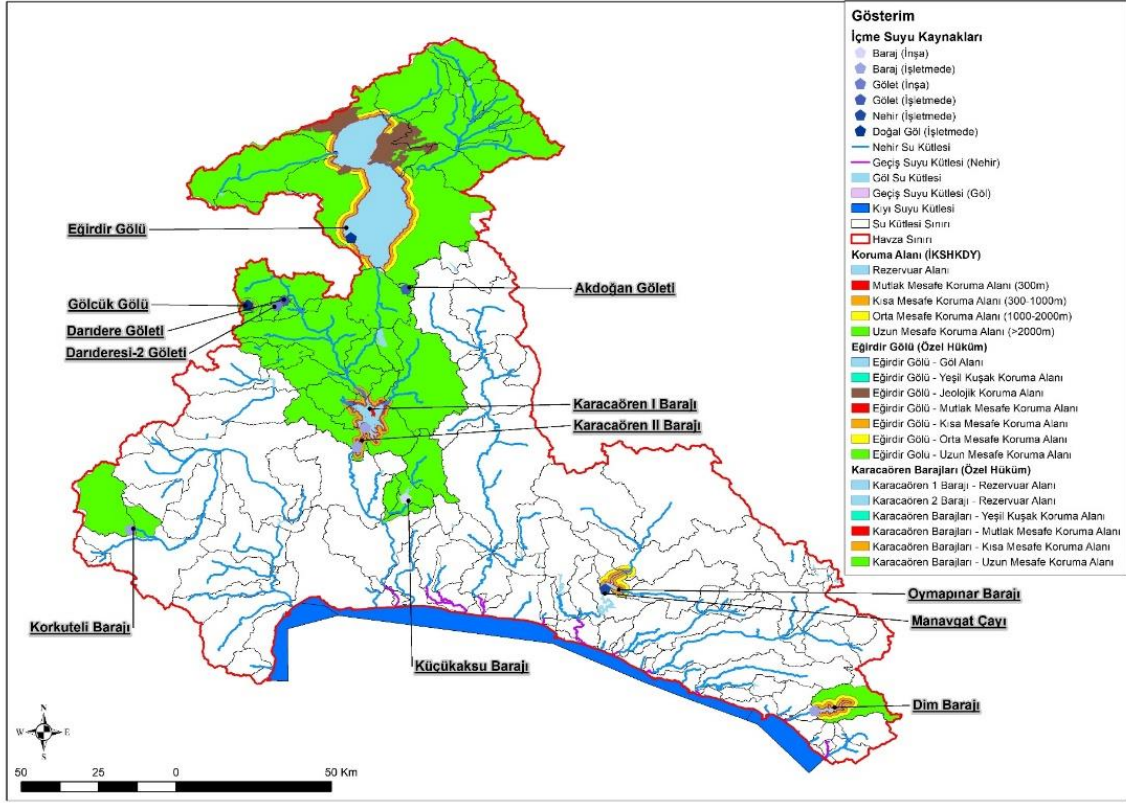 Gösterim
İçme Suyu Kaynakları
Baraj (İnşa)
Baraj (İşletmede)
Gölet (İnşa)
Gölet (İşletmede)
Nehir (İşletmede)
Doğal Göl (İşletmede)
Nehir Su Kütlesi
Geçiş Suyu Kütlesi (Nehir)
Göl Su Kütlesi
Geçiş Suyu Kütlesi (Göl)
Kıyı Suyu Kütlesi
Su Kütlesi Sınırı
Havza Sınırı
Koruma Alanı (İKSHKDY)
Rezervuar Alanı
Mutlak Mesafe Koruma Alanı (300m)
Kısa Mesafe Koruma Alanı (300-1000m)
Orta Mesafe Koruma Alanı (1000-2000m)
Uzun Mesafe Koruma Alanı (>2000m)
Eğirdir Gölü (Özel Hüküm)
Eğirdir Gölü - Göl Alanı
Eğirdir Gölü - Yeşil Kuşak Koruma Alanı
Eğirdir Gölü - Jeolojik Koruma Alanı
Eğirdir Gölü - Mutlak Mesafe Koruma Alanı
Eğirdir Gölü - Kısa Mesafe Koruma Alanı
Eğirdir Gölü - Orta Mesafe Koruma Alanı
Eğirdir Gölü - Uzun Mesafe Koruma Alanı
Karacaören Barajları (Özel Hüküm)
Karacaören 1 Barajı - Rezervuar Alanı
Karacaören 2 Barajı - Rezervuar Alanı
Karacaören Barajları - Yeşil Kuşak Koruma Alanı
Karacaören Barajları - Mutlak Mesafe Koruma Alanı
Karacaören Barajları - Kısa Mesafe Koruma Alanı
Karacaören Barajları - Uzun Mesafe Koruma Alanı
Eğirdir Gölü
Gölcük Gölü
Akdoğan Göleti
Darıdere Göleti
Darıderesi-2 Göleti
Karacaören I Barajı
Karacaören II Barajı
Oymapınar Barajı
Manavgat Çayı
Korkuteli Barajı
Küçükaksu Barajı
Dim Barajı
N
W E
S
50 25 0 50 Km